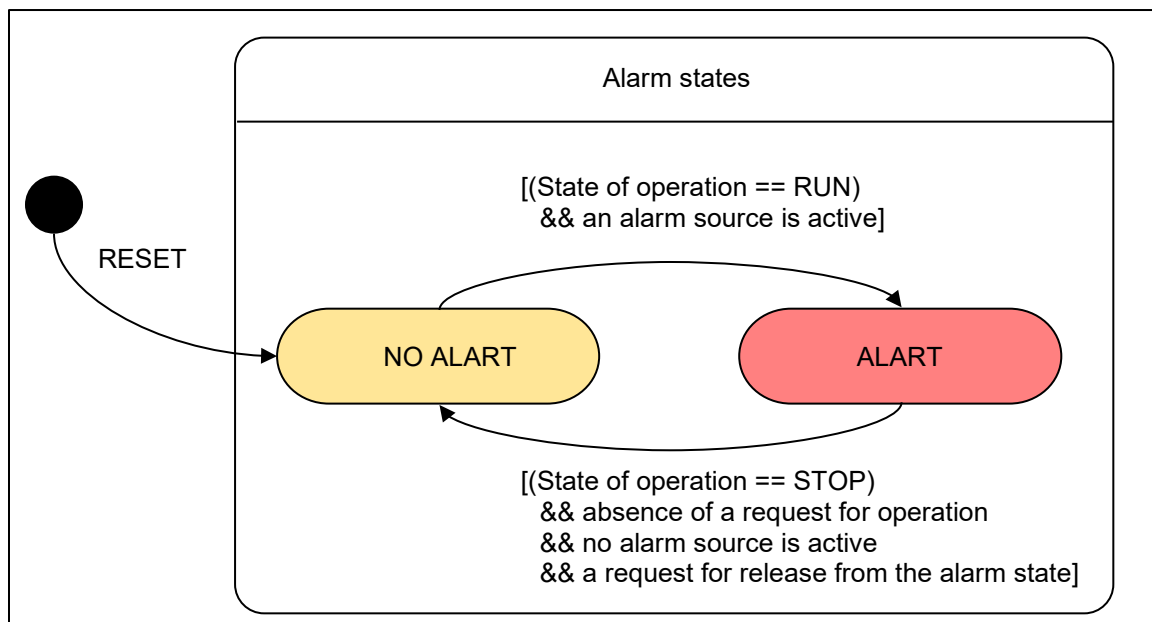 Alarm states
[(State of operation == RUN)
&& an alarm source is active]
RESET
NO ALART
ALART
[(State of operation == STOP)
&& absence of a request for operation
&& no alarm source is active
&& a request for release from the alarm state]